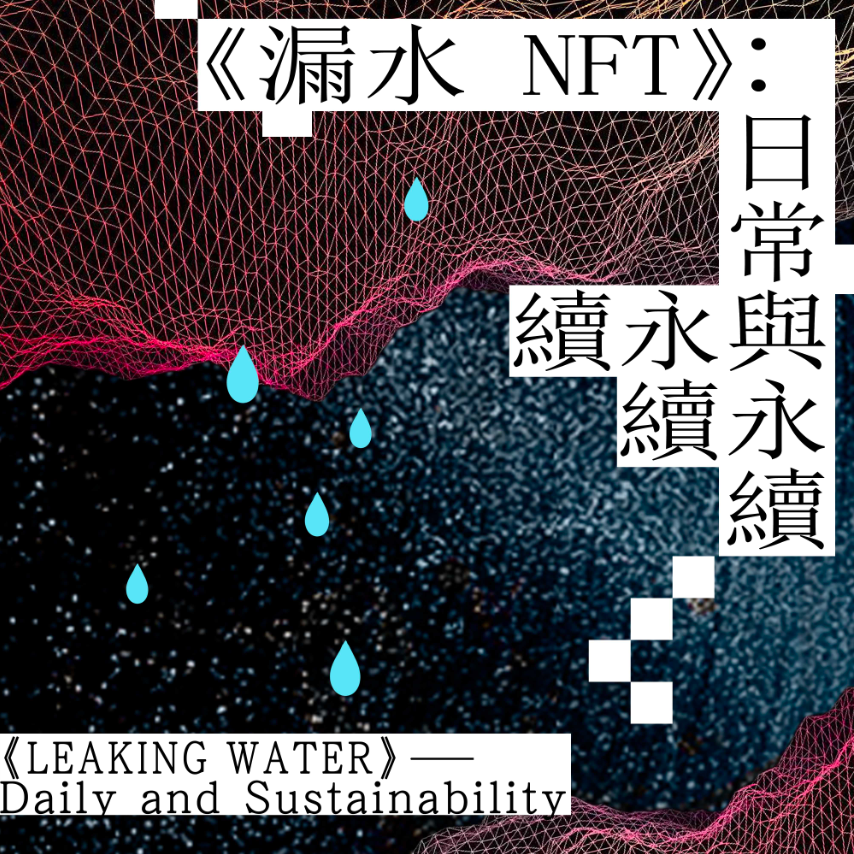 《漏水 NFT》：
日常與永續
永續
續
《LEAKING WATER》——
Daily and Sustainability